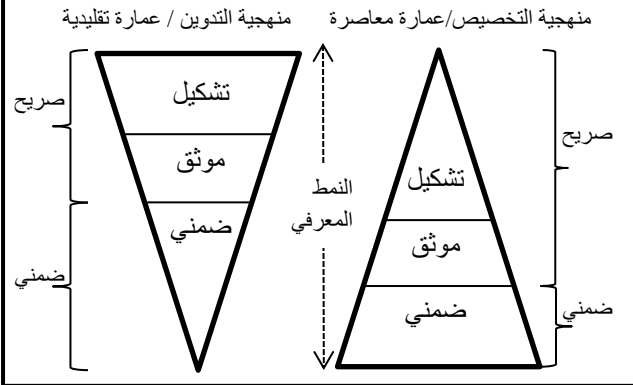 منهجية التخصيص/عمارة معاصرة
منهجية التدوين / عمارة تقليدية
صريح
تشكيل
موثق
ضمني
ضمني
النمط
المعرفي
تشكيل
موثق
ضمني
صريح
ضمني